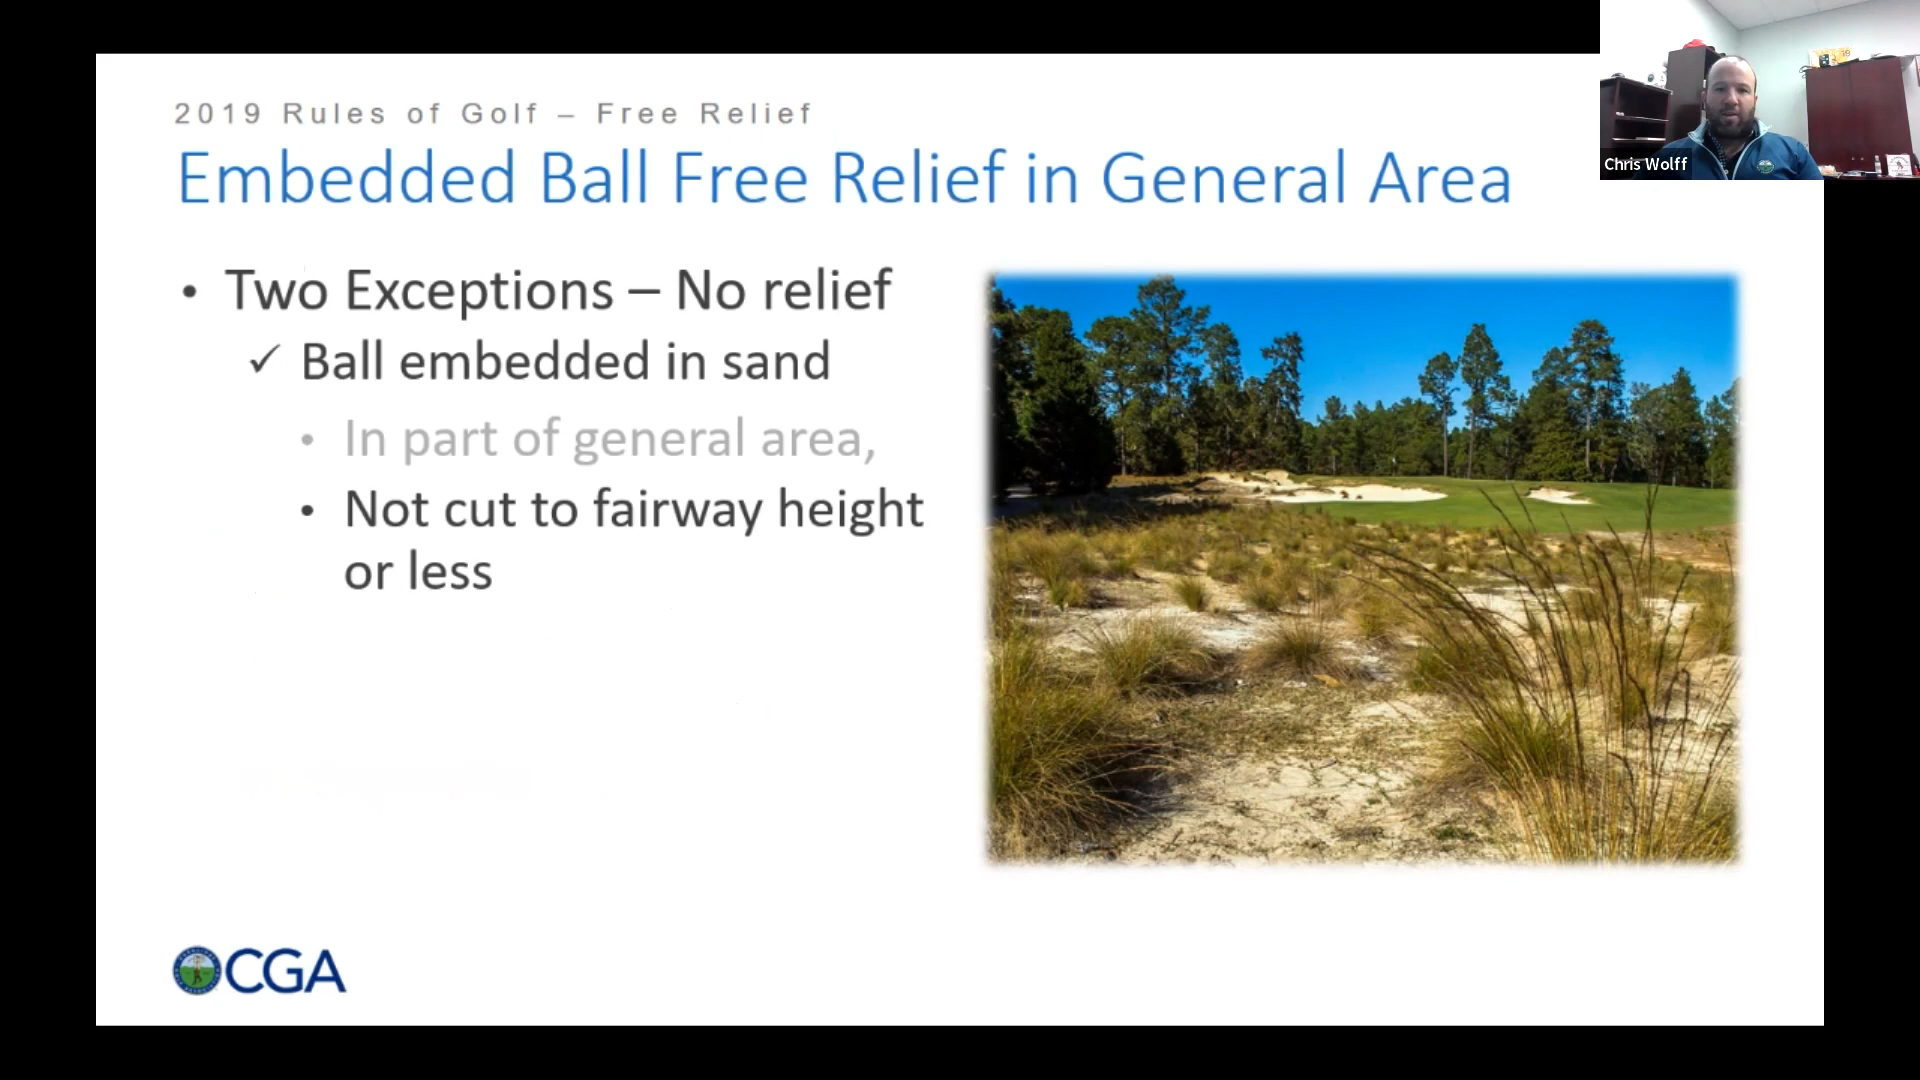 2019 Rules of Golf – Free Relief
Embedded Ball Free Relief in General Area
• Two Exceptions – No relief
✓ Ball embedded in sand
• In part of general area,
• Not cut to fairway height
or less
CGA
Chris Wolff